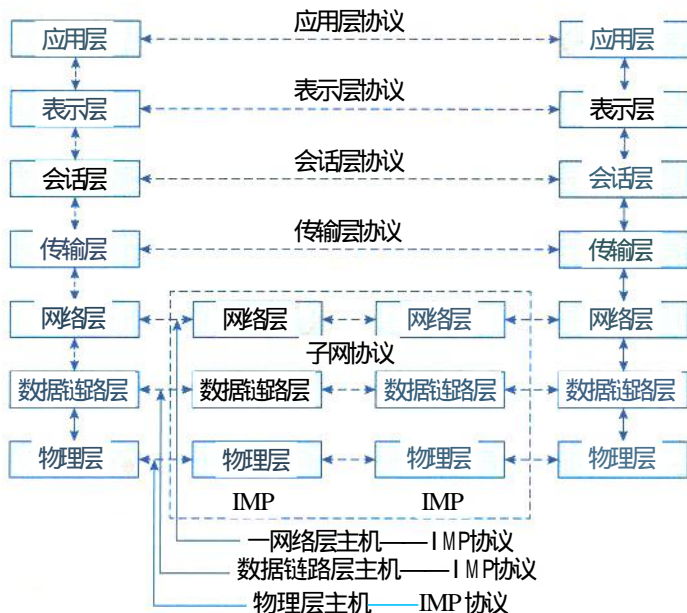 应用层协议
应用层 应用层
表示层协议
表示层 表示层
会话层协议
会话层 会话层
传输层协议
传输层 传输层
网络层 网络层 网络层 网络层
子网协议
数据链路层 数据链路层 数据链路层 数据链路层
物理层 物理层 物理层 物理层
IMP IMP
一网络层主机——IMP协议
数据链路层主机——IMP协议
物理层主机——IMP协议